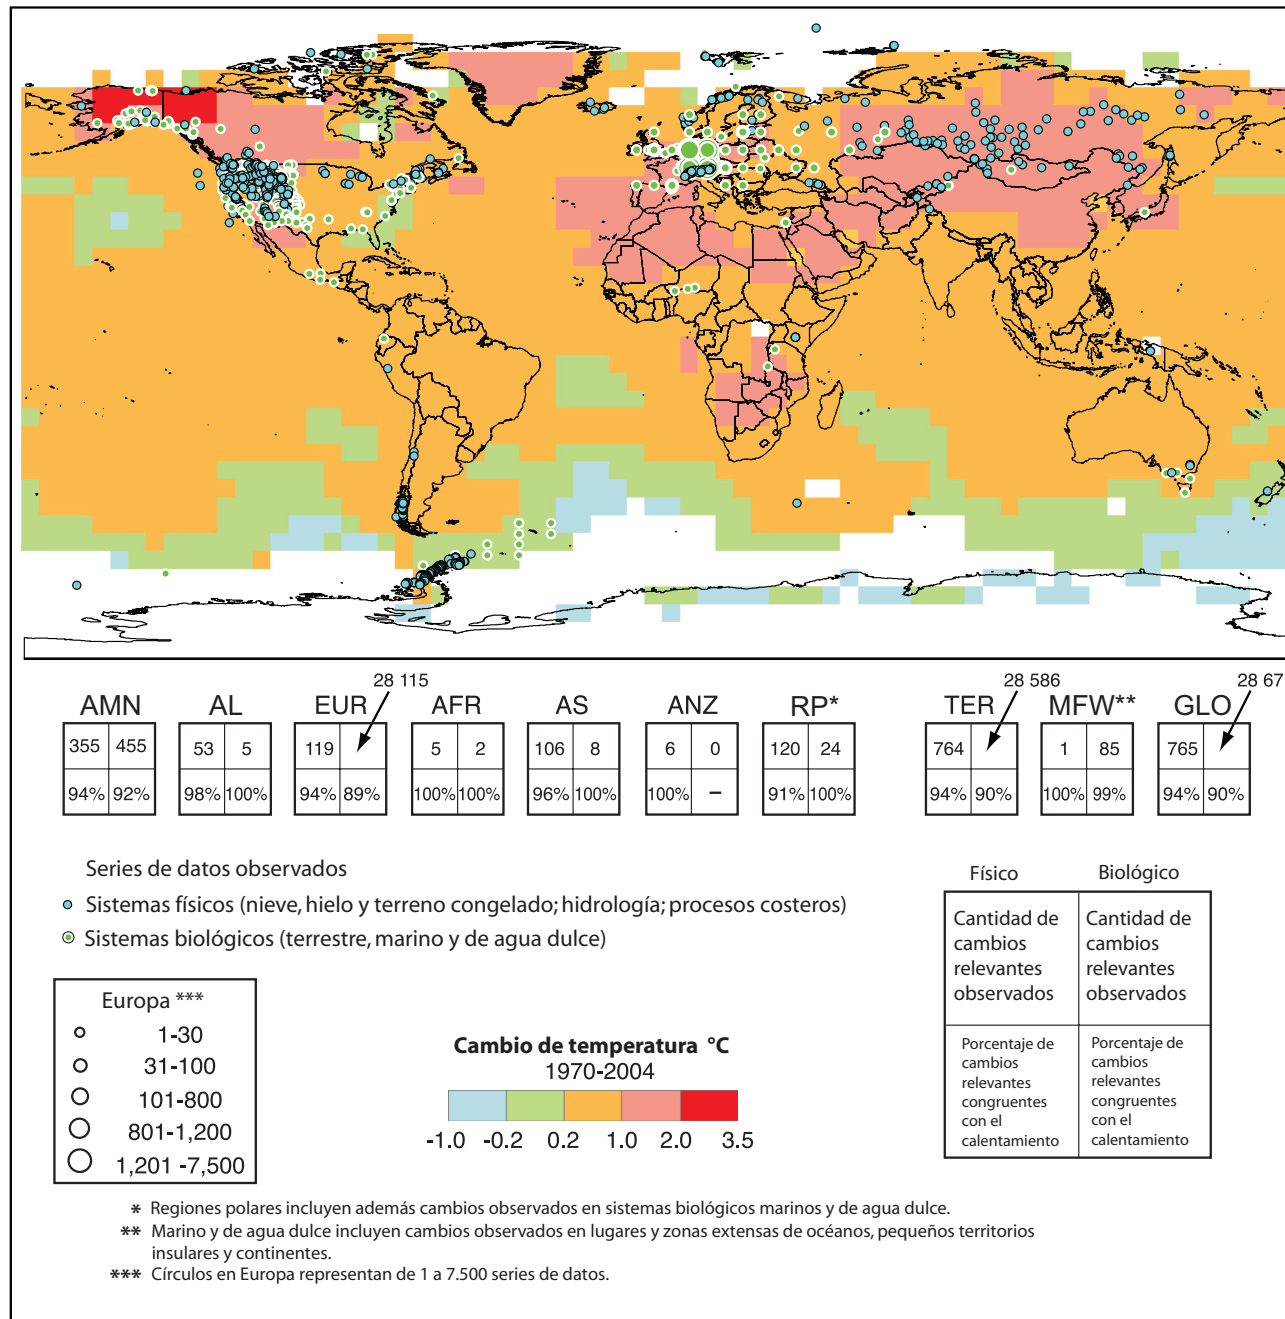 28 115
28 586
28 67
AMN AL EUR AFR AS ANZ RP* TER MFW** GLO
355 455 53 5 119 5 2 106 8 6 0 120 24 764 1 85 765
94% 92% 98% 100% 94% 89% 100% 100% 96% 100% 100% – 91% 100% 94% 90% 100% 99% 94% 90%
Series de datos observados
Sistemas físicos (nieve, hielo y terreno congelado; hidrología; procesos costeros)
Sistemas biológicos (terrestre, marino y de agua dulce)
Físico Biológico
Cantidad de
cambios
relevantes
observados
Cantidad de
cambios
relevantes
observados
Porcentaje de
cambios
relevantes
congruentes
con el
calentamiento
Porcentaje de
cambios
relevantes
congruentes
con el
calentamiento
Europa ***
1-30
31-100
101-800
801-1,200
1,201 -7,500
Cambio de temperatura °C
1970-2004
-1.0 -0.2 0.2 1.0 2.0 3.5
* Regiones polares incluyen además cambios observados en sistemas biológicos marinos y de agua dulce.
** Marino y de agua dulce incluyen cambios observados en lugares y zonas extensas de océanos, pequeños territorios
insulares y continentes.
*** Círculos en Europa representan de 1 a 7.500 series de datos.